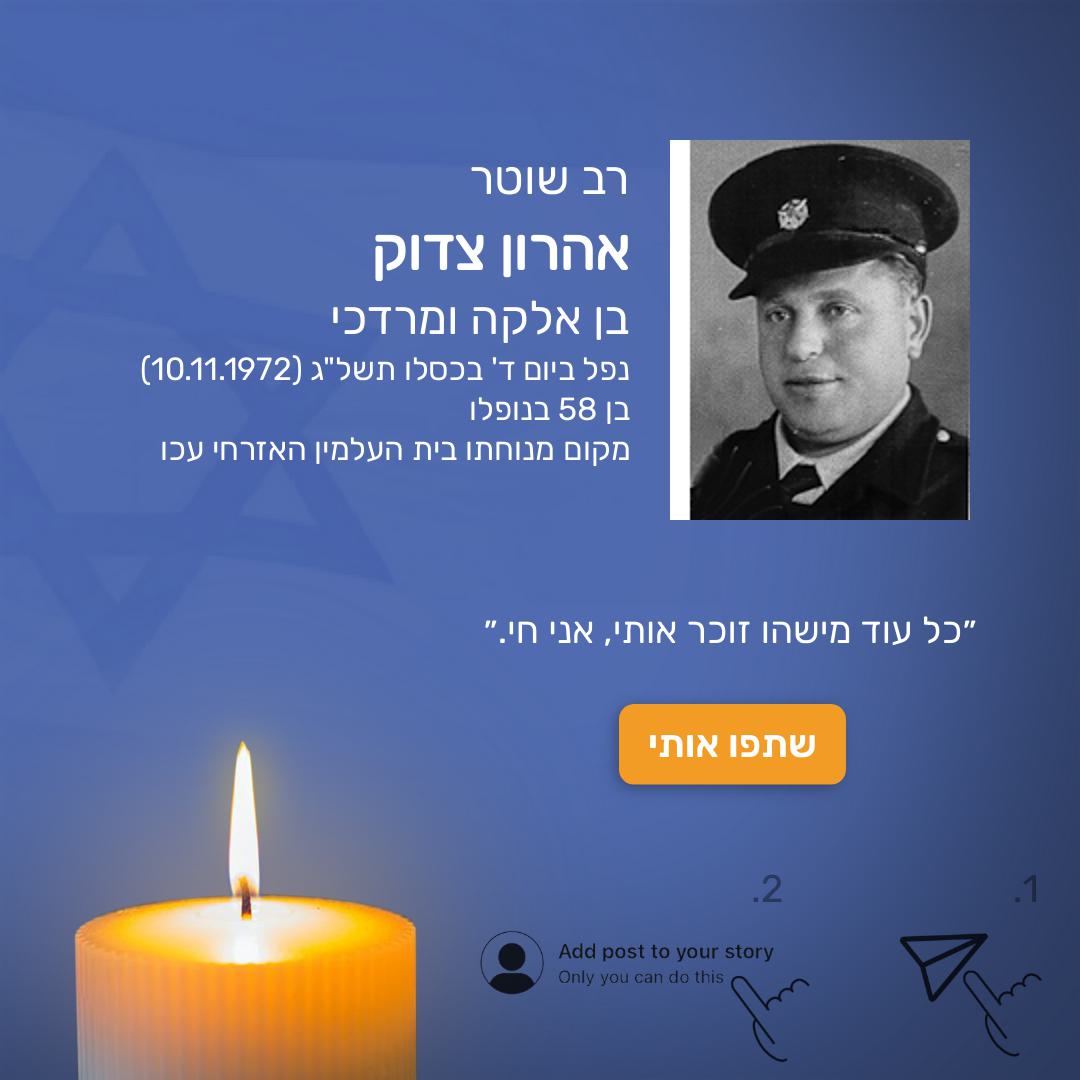 רב שוטר
אהרון צדוק
בן אלקה ומרדכי
נפל ביום ד' בכסלו תשל"ג (10.11.1972)
בן 58 בנופלו
מקום מנוחתו בית העלמין האזרחי עכו
״כל עוד מישהו זוכר אותי, אני חי.״
שתפו אותי
.1
.2
Add post to your story
Only you can do this